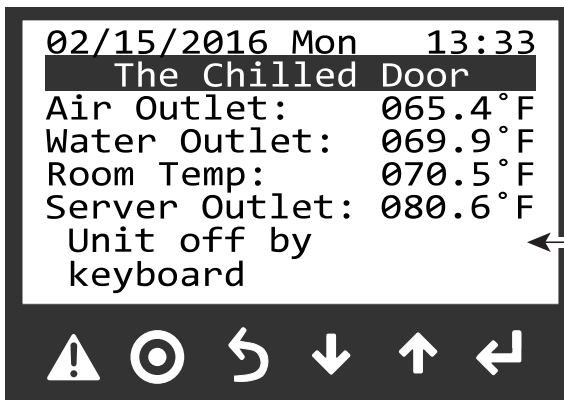 02/15/2016 Mon 13:33
The Chilled Door
Air Outlet: 065.4°F
Water Outlet: 069.9°F
Room Temp: 070.5°F
Server Outlet: 080.6°F
Unit off by
keyboard